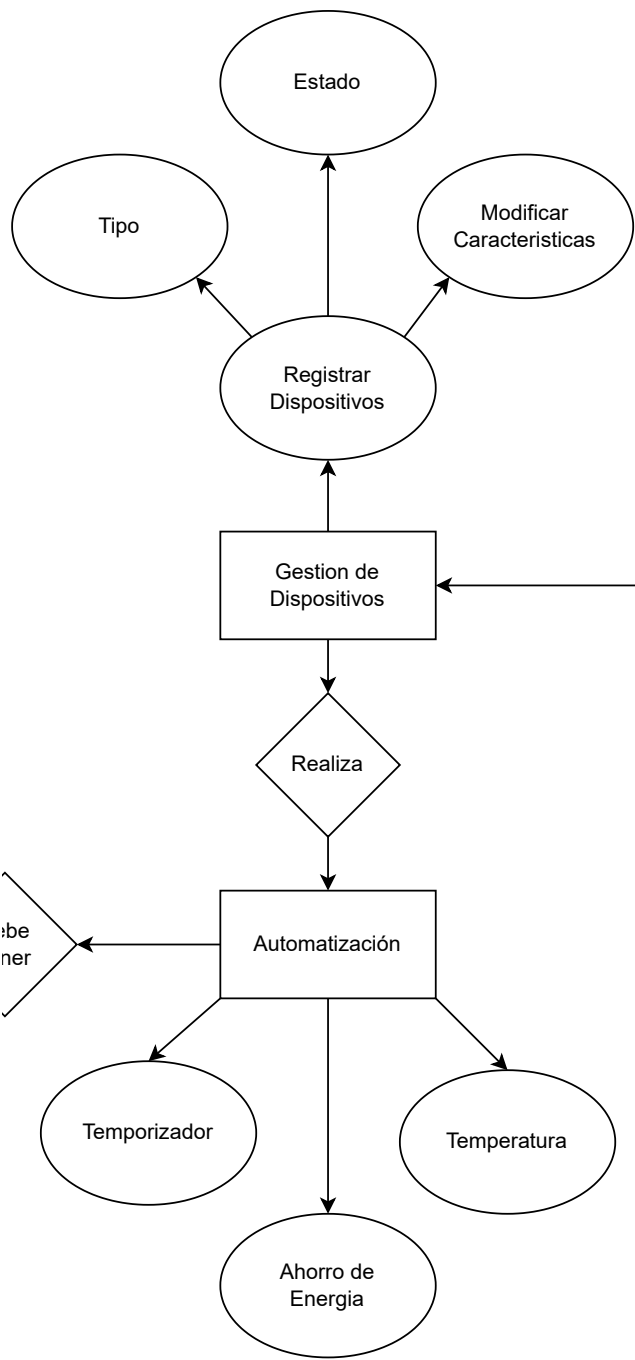 Estado
Tipo
Modificar
Caracteristicas
Registrar
Dispositivos
Gestion de
Dispositivos
Realiza
Automatización
Temporizador
Temperatura
Ahorro de
Energia